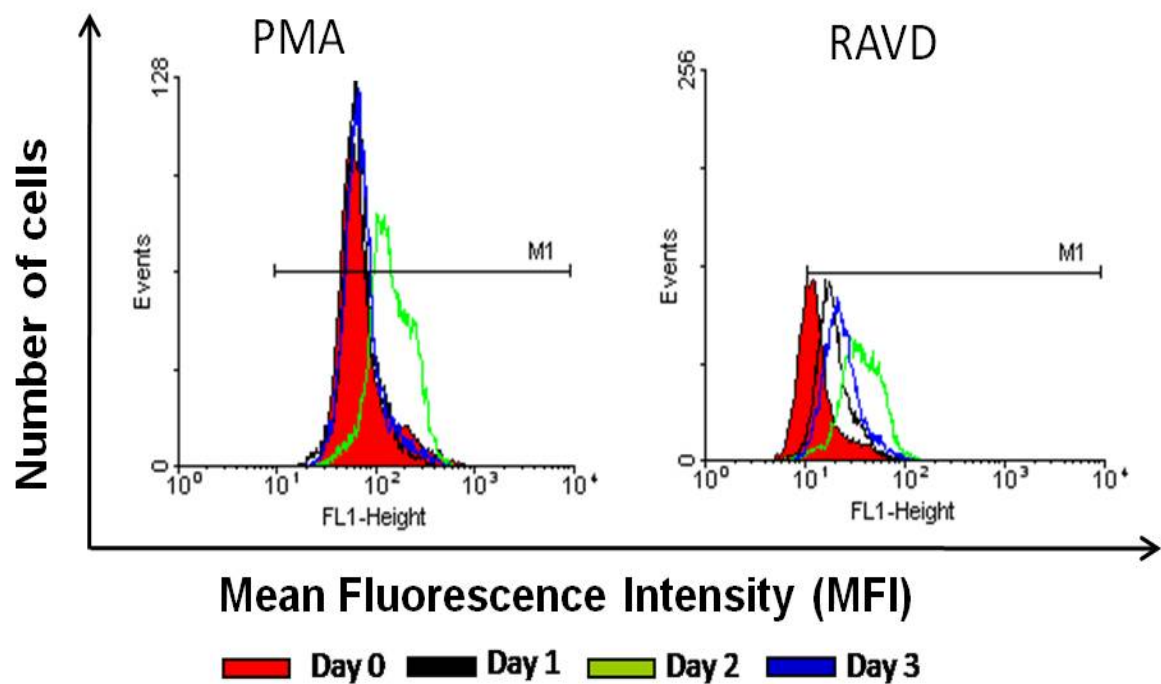 PMA
RAVD
Number of cells
128
Events
0
M1
10⁰ 10¹ 10² 10³ 10⁴
FL1-Height
256
Events
0
M1
10⁰ 10¹ 10² 10³ 10⁴
FL1-Height
Mean Fluorescence Intensity (MFI)
Day 0 Day 1 Day 2 Day 3